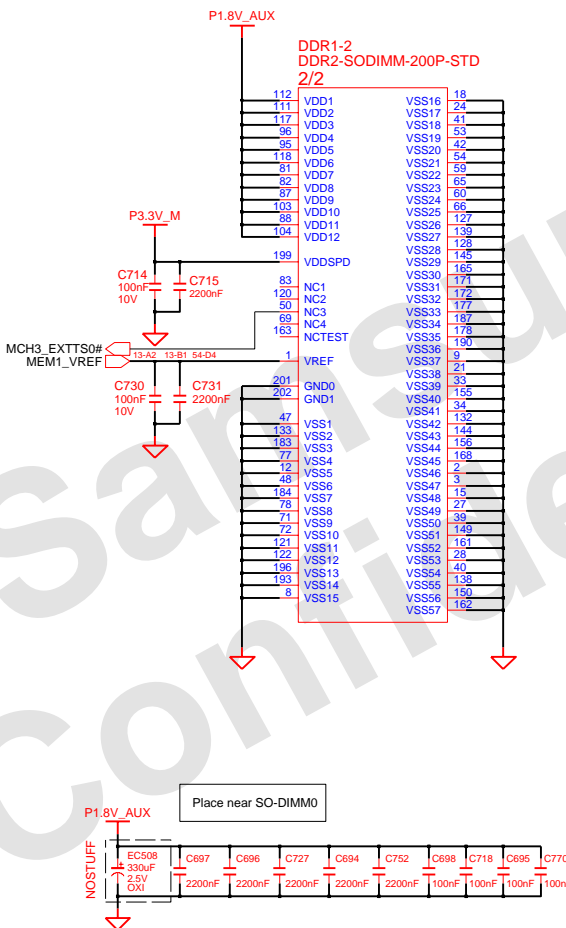 P1.8V_AUX
DDR1-2
DDR2-SODIMM-200P-STD
2/2
112 VDD1 VSS16 18
111 VDD2 VSS17 24
117 VDD3 VSS18 41
96 VDD4 VSS19 53
95 VDD5 VSS20 42
118 VDD6 VSS21 54
81 VDD7 VSS22 59
82 VDD8 VSS23 65
87 VDD9 VSS24 60
103 VDD10 VSS25 66
88 VDD11 VSS26 127
104 VDD12 VSS27 139
VSS28 128
199 VDDSPD VSS29 145
VSS30 165
83 NC1 VSS31 171
120 NC2 VSS32 172
50 NC3 VSS33 177
69 NC4 VSS34 187
163 NCTEST VSS35 178
VSS36 190
1 VREF VSS37 9
VSS38 21
201 GND0 VSS39 33
202 GND1 VSS40 155
VSS41 34
47 VSS1 VSS42 132
133 VSS2 VSS43 144
183 VSS3 VSS44 156
77 VSS4 VSS45 168
12 VSS5 VSS46 2
48 VSS6 VSS47 3
184 VSS7 VSS48 15
78 VSS8 VSS49 27
71 VSS9 VSS50 39
72 VSS10 VSS51 149
121 VSS11 VSS52 161
122 VSS12 VSS53 28
196 VSS13 VSS54 40
193 VSS14 VSS55 138
8 VSS15 VSS56 150
VSS57 162
P3.3V_M
C714
100nF
10V
C715
2200nF
MCH3_EXTTS0#
MEM1_VREF
13-A2 13-B1 54-D4
C730
100nF
10V
C731
2200nF
Samsu
Confide
Place near SO-DIMM0
P1.8V_AUX
NOSTUFF
EC508
330uF
2.5V
OXI
C697 C696 C727 C694 C752 C698 C718 C695 C770
2200nF 2200nF 2200nF 2200nF 2200nF 100nF 100nF 100nF 100n